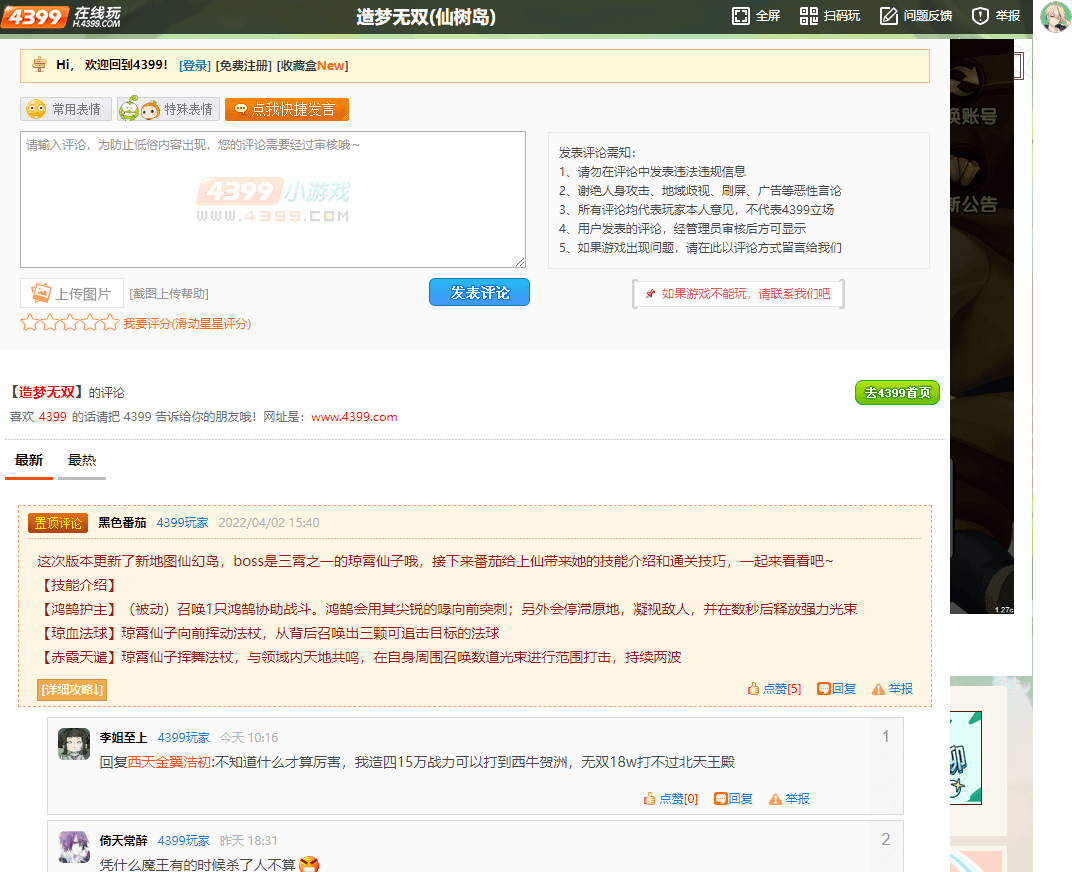 4399 在线玩 H.4399.COM
造梦无双(仙树岛)
全屏 扫码玩 问题反馈 举报
Hi， 欢迎回到4399！ [登录] [免费注册] [收藏盒New]
换账号
常用表情 特殊表情 点我快捷发言
请输入评论，为防止低俗内容出现，您的评论需要经过审核哦～
4399小游戏
WWW.4399.COM
发表评论需知：
1、请勿在评论中发表违法违规信息
2、谢绝人身攻击、地域歧视、刷屏、广告等恶性言论
3、所有评论均代表玩家本人意见，不代表4399立场
4、用户发表的评论，经管理员审核后方可显示
5、如果游戏出现问题，请在此以评论方式留言给我们
新公告
上传图片 [截图上传帮助] 发表评论
如果游戏不能玩，请联系我们吧
我要评分(滑动星星评分)
【造梦无双】的评论
去4399首页
喜欢 4399 的话请把 4399 告诉给你的朋友哦！网址是：www.4399.com
最新 最热
置顶评论 黑色番茄 4399玩家 2022/04/02 15:40
这次版本更新了新地图仙幻岛，boss是三霄之一的琼霄仙子哦，接下来番茄给上仙带来她的技能介绍和通关技巧，一起来看看吧~
【技能介绍】
【鸿鹄护主】（被动）召唤1只鸿鹄协助战斗。鸿鹄会用其尖锐的喙向前突刺；另外会停滞原地，凝视敌人，并在数秒后释放强力光束
1.27c
【琼血法球】琼霄仙子向前挥动法杖，从背后召唤出三颗可追击目标的法球
【赤霞天谴】琼霄仙子挥舞法杖，与领域内天地共鸣，在自身周围召唤数道光束进行范围打击，持续两波
[详细攻略↓]
点赞[5] 回复 举报
李姐至上 4399玩家 今天 10:16
1
回复西天金翼浩初:不知道什么才算厉害，我造四15万战力可以打到西牛贺洲，无双18w打不过北天王殿
点赞[0] 回复 举报
倚天常醉 4399玩家 昨天 18:31
2
凭什么魔王有的时候杀了人不算